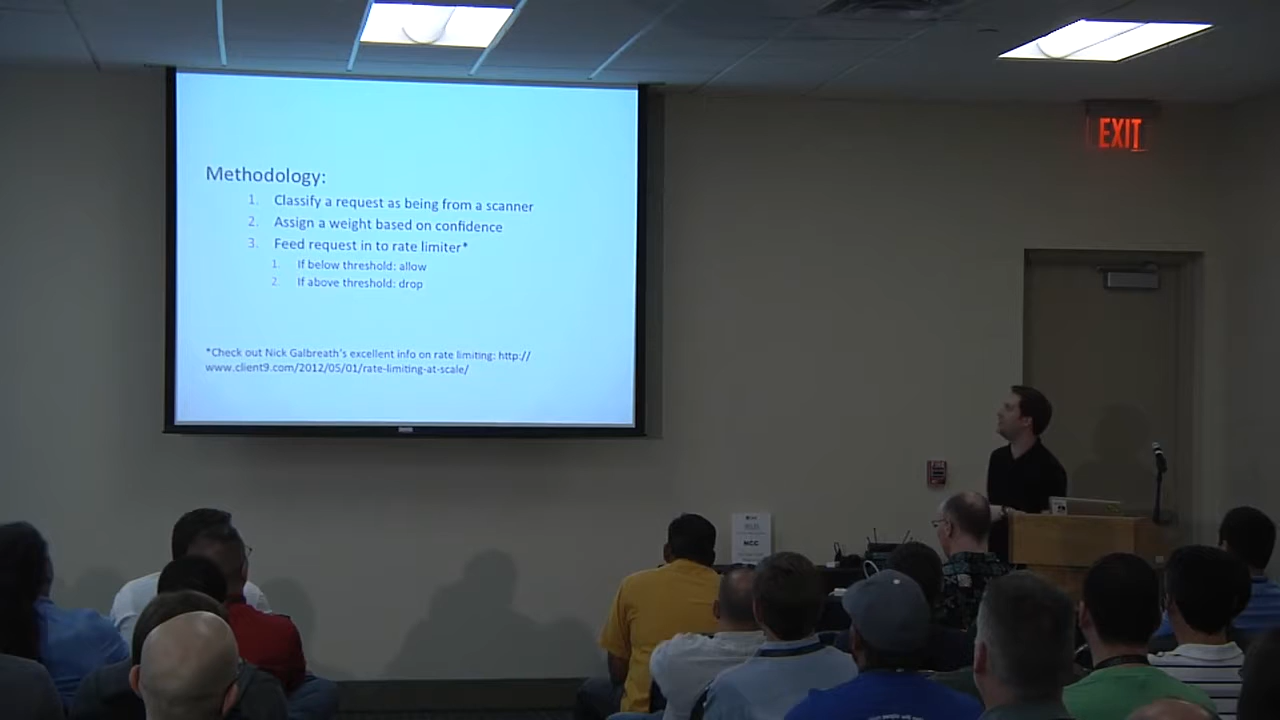 EXIT
Methodology:
1. Classify a request as being from a scanner
2. Assign a weight based on confidence
3. Feed request in to rate limiter*
1. If below threshold: allow
2. If above threshold: drop
*Check out Nick Galbreath's excellent info on rate limiting: http://
www.client9.com/2012/05/01/rate-limiting-at-scale/
NCC